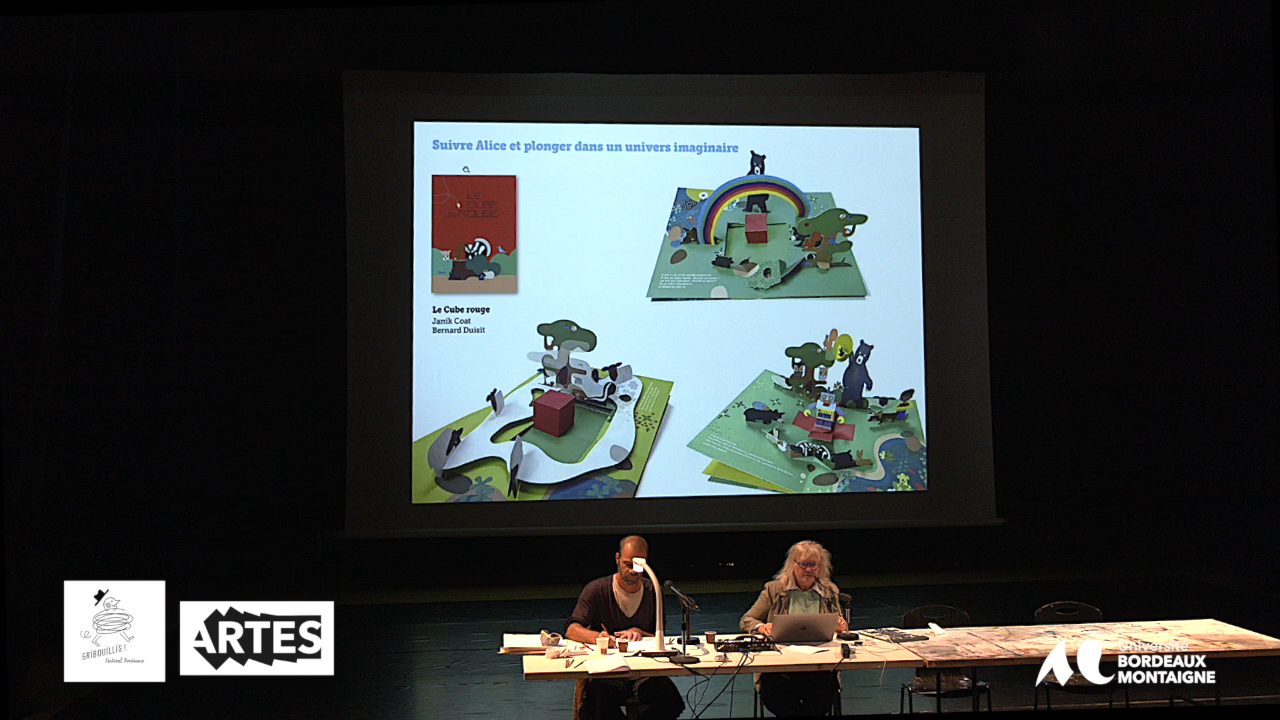 Suivre Alice et plonger dans un univers imaginaire
LE
CUBE
ROUGE
Le Cube rouge
Janik Coat
Bernard Duisit
GRIBOUILLIS!
Festival Bordeaux
ARTES
Université
BORDEAUX
MONTAIGNE